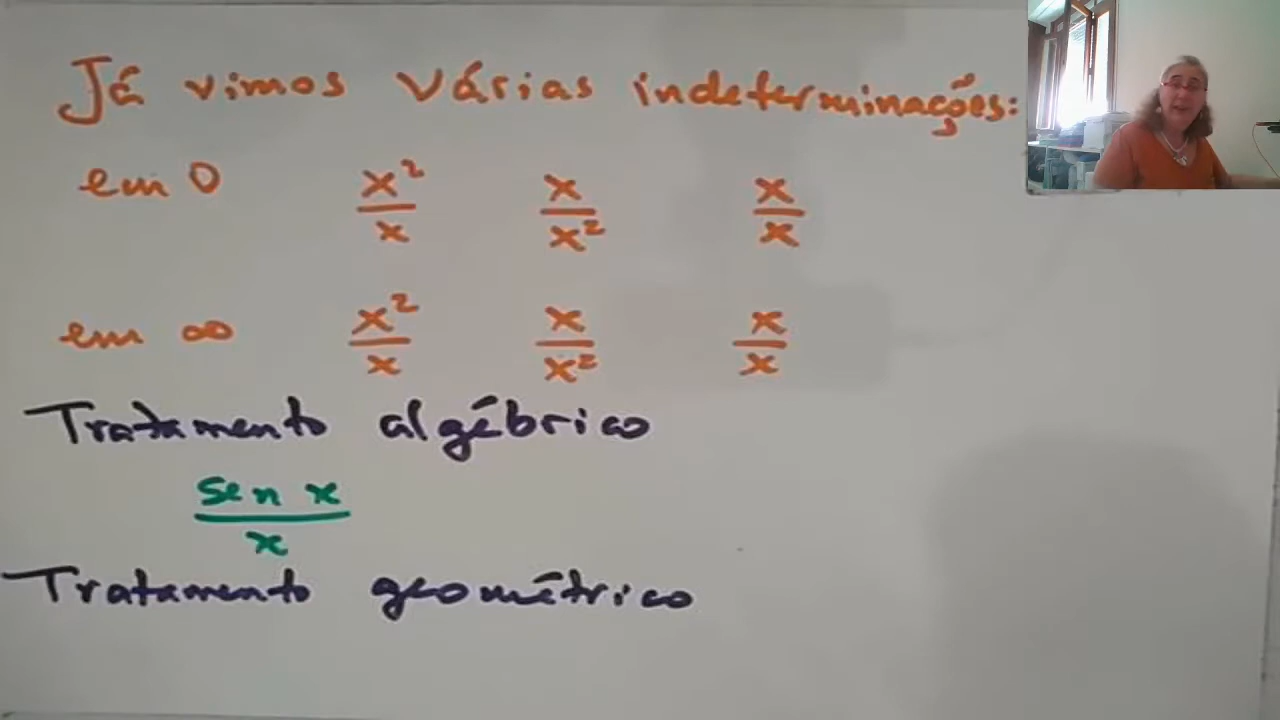 Já vimos várias indeterminações:
em 0 x²/x x/x² x/x
em ∞ x²/x x/x² x/x
Tratamento algébrico
sen x/x
Tratamento geométrico